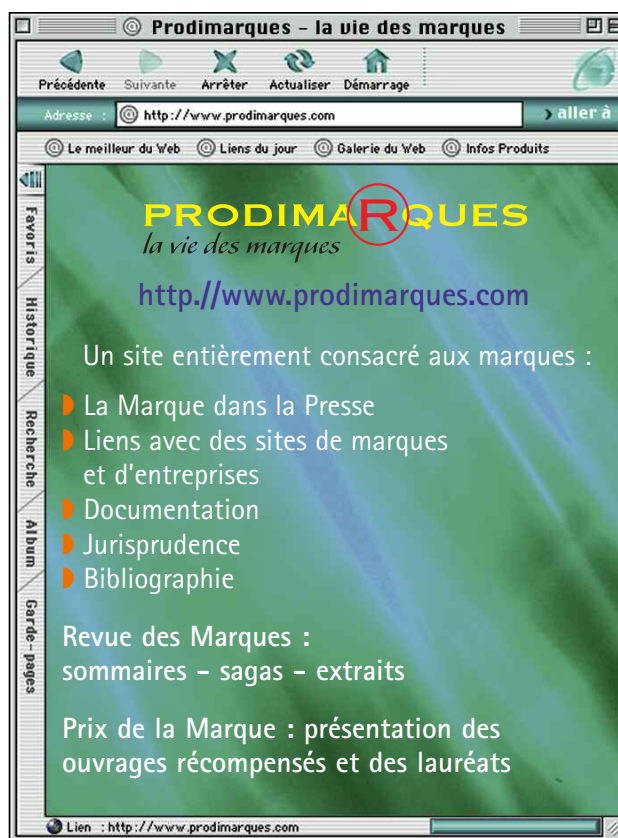 @ Prodimarques - la vie des marques
Précédente Suivante Arrêter Actualiser Démarrage
Adresse : @ http://www.prodimarques.com > aller à
@ Le meilleur du Web @ Liens du jour @ Galerie du Web @ Infos Produits
Favoris
Historique
Recherche
Album
Garde-pages
PRODIMARQUES
la vie des marques
http.//www.prodimarques.com
Un site entièrement consacré aux marques :
La Marque dans la Presse
Liens avec des sites de marques
et d'entreprises
Documentation
Jurisprudence
Bibliographie
Revue des Marques :
sommaires - sagas - extraits
Prix de la Marque : présentation des
ouvrages récompensés et des lauréats
Lien : http://www.prodimarques.com